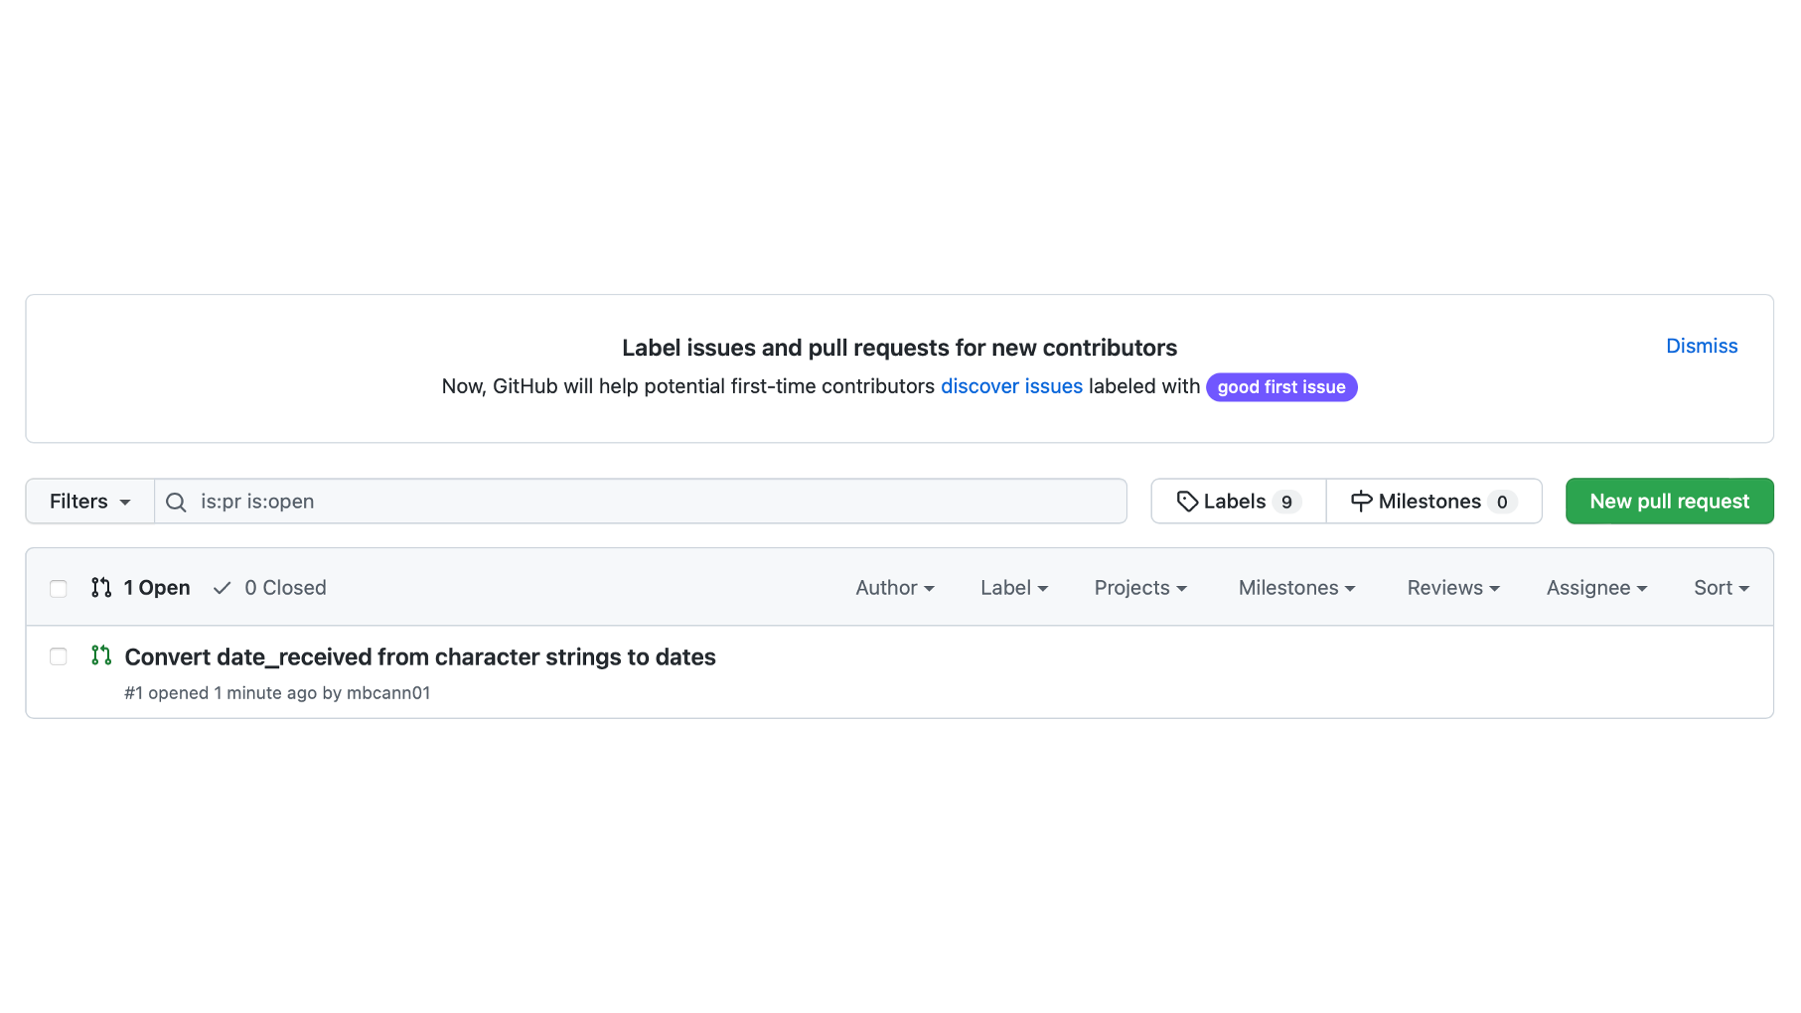 Label issues and pull requests for new contributors
Dismiss
Now, GitHub will help potential first-time contributors discover issues labeled with good first issue
Filters is:pr is:open Labels 9 Milestones 0 New pull request
1 Open 0 Closed Author Label Projects Milestones Reviews Assignee Sort
Convert date_received from character strings to dates
#1 opened 1 minute ago by mbcann01